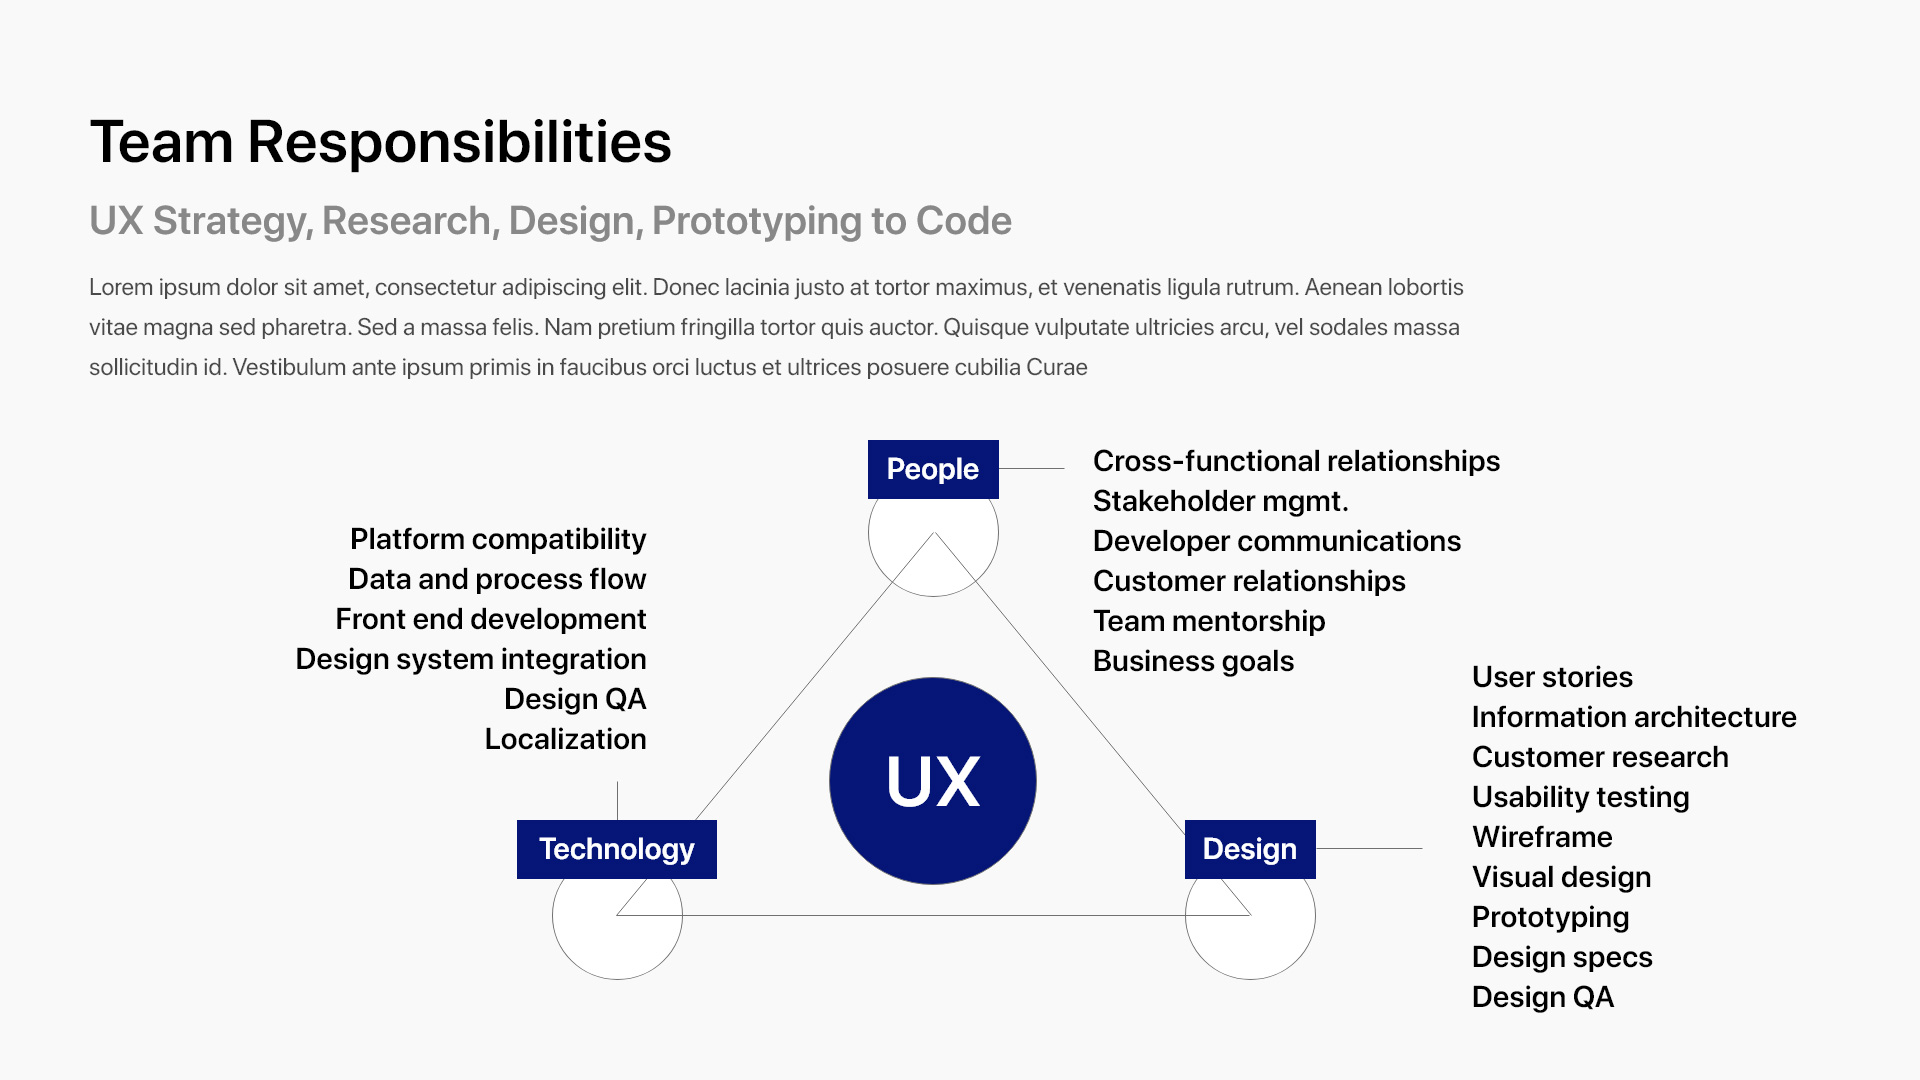 Team Responsibilities
UX Strategy, Research, Design, Prototyping to Code
Lorem ipsum dolor sit amet, consectetur adipiscing elit. Donec lacinia justo at tortor maximus, et venenatis ligula rutrum. Aenean lobortis
vitae magna sed pharetra. Sed a massa felis. Nam pretium fringilla tortor quis auctor. Quisque vulputate ultricies arcu, vel sodales massa
sollicitudin id. Vestibulum ante ipsum primis in faucibus orci luctus et ultrices posuere cubilia Curae
People
Cross-functional relationships
Stakeholder mgmt.
Developer communications
Customer relationships
Team mentorship
Business goals
Platform compatibility
Data and process flow
Front end development
Design system integration
Design QA
Localization
Technology
UX
Design
User stories
Information architecture
Customer research
Usability testing
Wireframe
Visual design
Prototyping
Design specs
Design QA